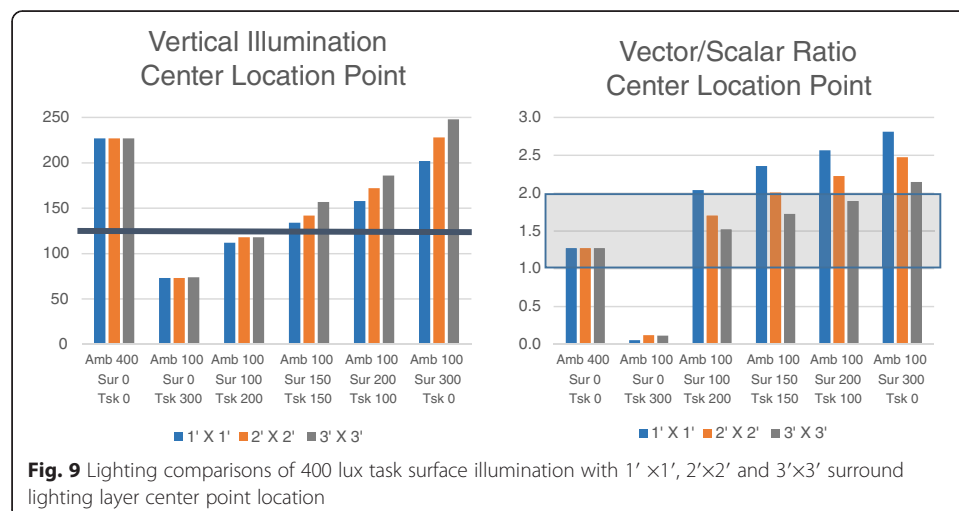 Vertical Illumination
Center Location Point
250
200
150
100
50
0
Amb 400 Amb 100 Amb 100 Amb 100 Amb 100 Amb 100
Sur 0 Sur 0 Sur 100 Sur 150 Sur 200 Sur 300
Tsk 0 Tsk 300 Tsk 200 Tsk 150 Tsk 100 Tsk 0
1' X 1' 2' X 2' 3' X 3'
Vector/Scalar Ratio
Center Location Point
3.0
2.5
2.0
1.5
1.0
0.5
0.0
Amb 400 Amb 100 Amb 100 Amb 100 Amb 100 Amb 100
Sur 0 Sur 0 Sur 100 Sur 150 Sur 200 Sur 300
Tsk 0 Tsk 300 Tsk 200 Tsk 150 Tsk 100 Tsk 0
1' X 1' 2' X 2' 3' X 3'
Fig. 9 Lighting comparisons of 400 lux task surface illumination with 1′ ×1′, 2′×2′ and 3′×3′ surround
lighting layer center point location